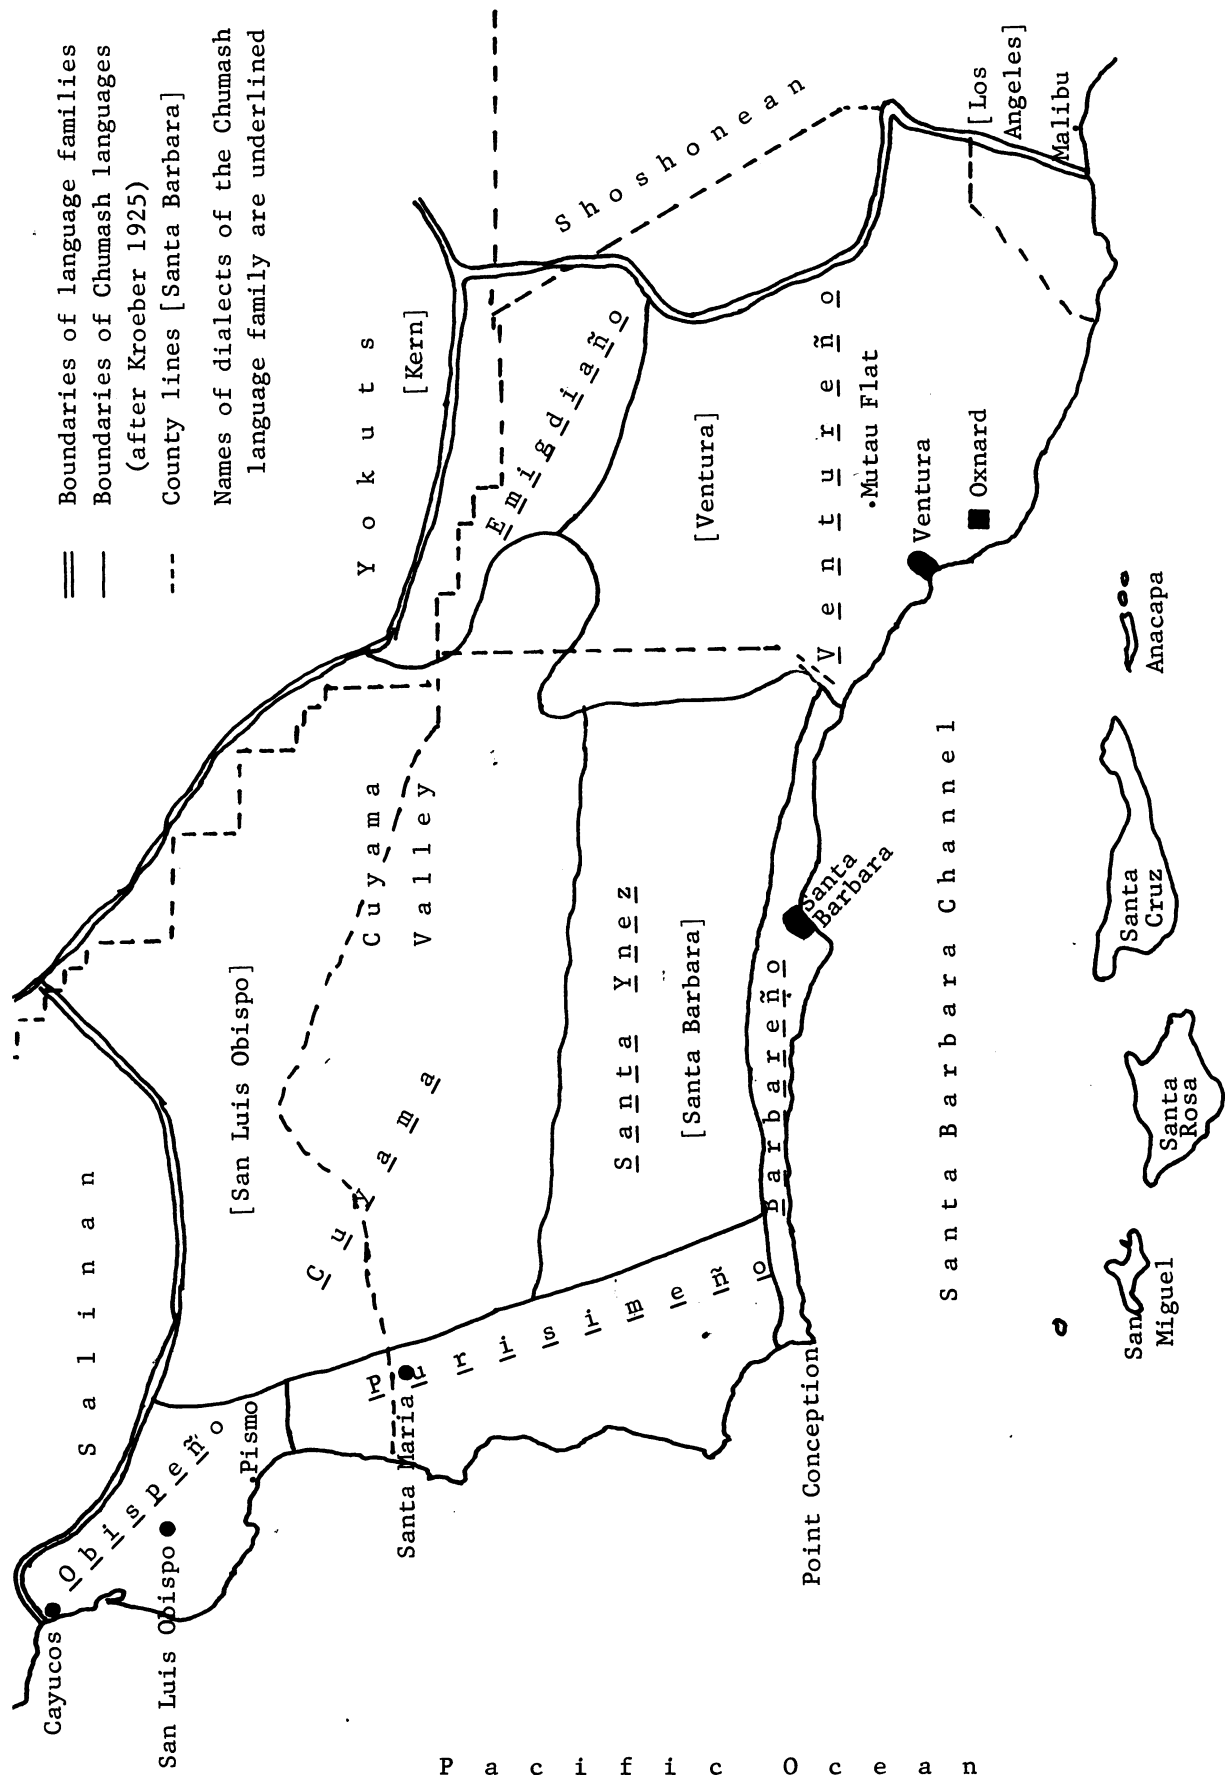 Boundaries of language families
Boundaries of Chumash languages
(after Kroeber 1925)
County lines [Santa Barbara]
Names of dialects of the Chumash
language family are underlined
Salinan
Yokuts
Shoshonean
Cayucos
Obispeño
San Luis Obispo
Pismo
[San Luis Obispo]
Cuyama
Cuyama
Valley
[Kern]
Emigdiano
Santa Maria
Purisimeño
Santa Ynez
[Santa Barbara]
[Ventura]
Ventureño
Mutau Flat
[Los
Angeles]
Malibu
Barbareño
Santa
Barbara
Ventura
Oxnard
Point Conception
Santa Barbara Channel
San
Miguel
Santa
Rosa
Santa
Cruz
Anacapa
Pacific Ocean